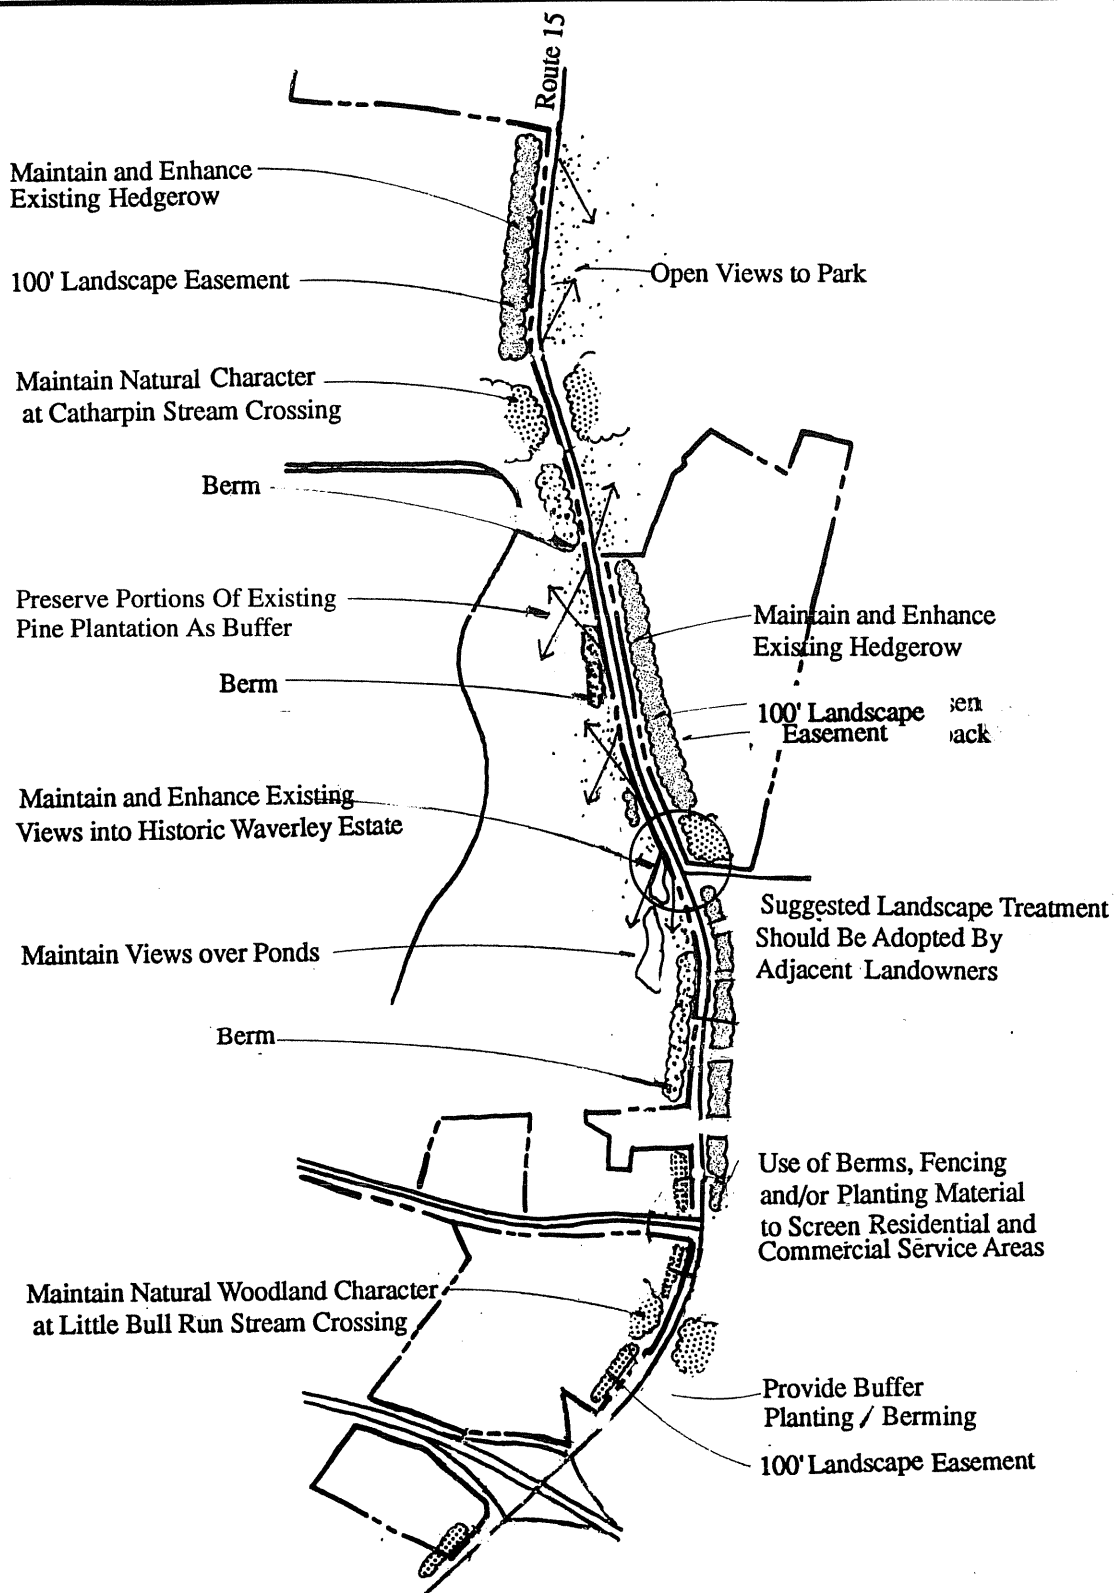 Route 15
Maintain and Enhance
Existing Hedgerow
100' Landscape Easement
Open Views to Park
Maintain Natural Character
at Catharpin Stream Crossing
Berm
Preserve Portions Of Existing
Pine Plantation As Buffer
Maintain and Enhance
Existing Hedgerow
Berm
100' Landscape
Easement
Maintain and Enhance Existing
Views into Historic Waverley Estate
Suggested Landscape Treatment
Should Be Adopted By
Adjacent Landowners
Maintain Views over Ponds
Berm
Use of Berms, Fencing
and/or Planting Material
to Screen Residential and
Commercial Service Areas
Maintain Natural Woodland Character
at Little Bull Run Stream Crossing
Provide Buffer
Planting / Berming
100' Landscape Easement